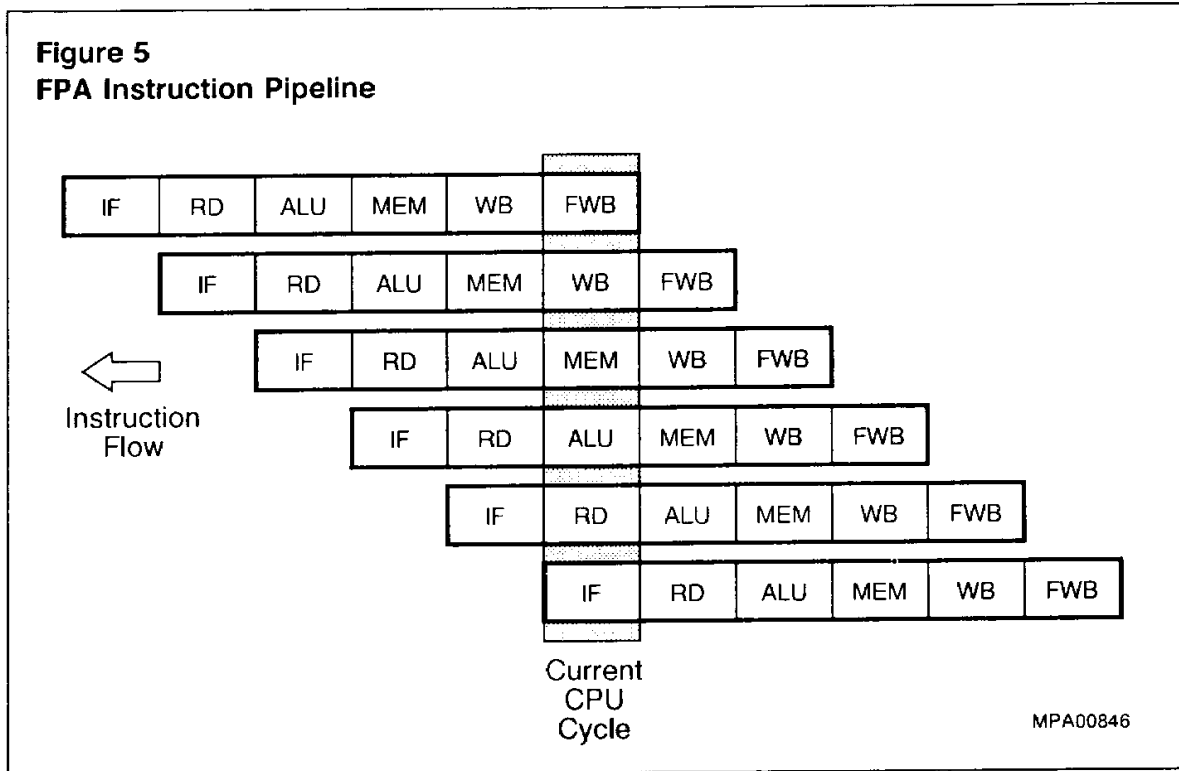 Figure 5
FPA Instruction Pipeline
IF RD ALU MEM WB FWB
IF RD ALU MEM WB FWB
IF RD ALU MEM WB FWB
Instruction
Flow
IF RD ALU MEM WB FWB
IF RD ALU MEM WB FWB
IF RD ALU MEM WB FWB
Current
CPU
Cycle
MPA00846